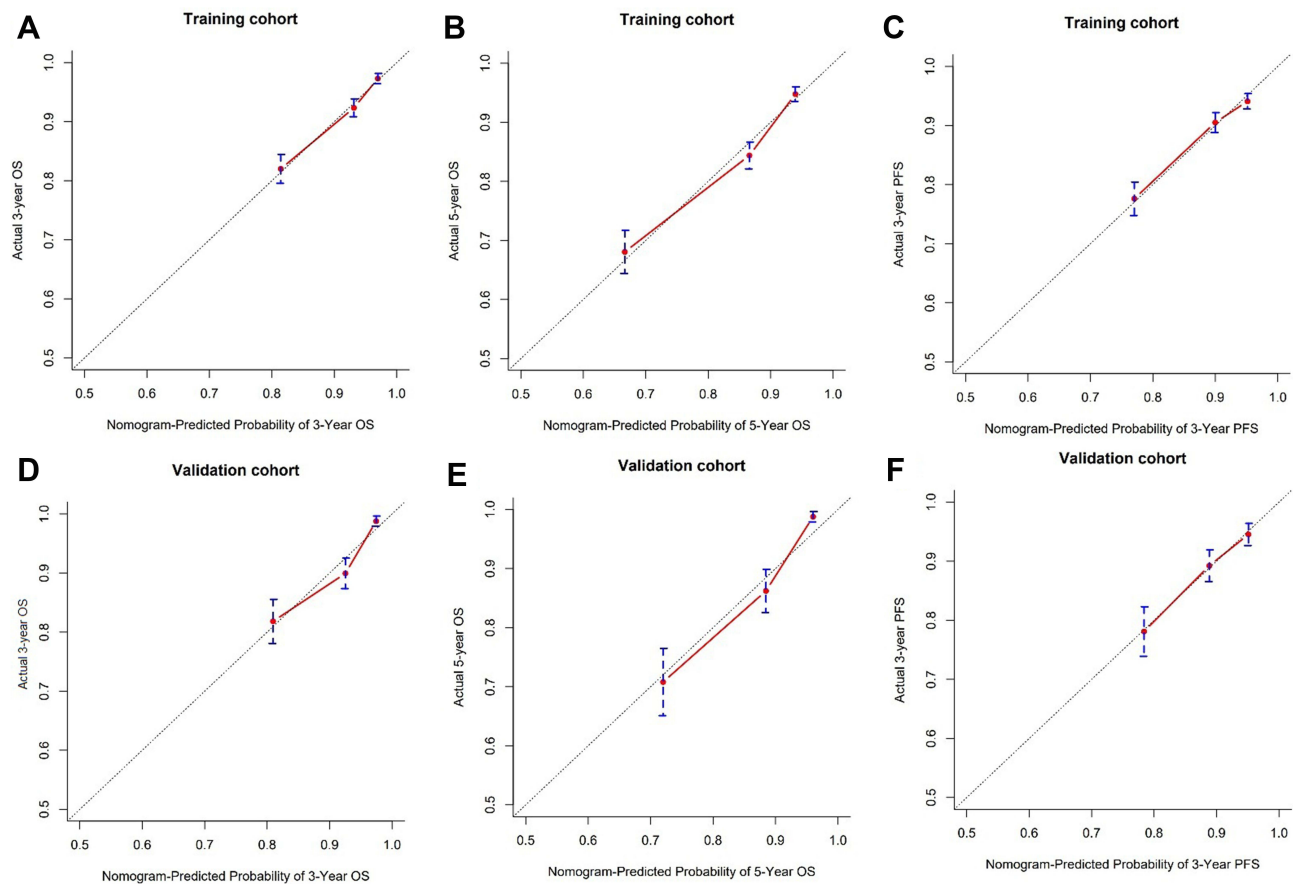 A
Training cohort
Actual 3-year OS
1.0
0.9
0.8
0.7
0.6
0.5
0.5 0.6 0.7 0.8 0.9 1.0
Nomogram-Predicted Probability of 3-Year OS
B
Training cohort
Actual 5-year OS
1.0
0.9
0.8
0.7
0.6
0.5
0.5 0.6 0.7 0.8 0.9 1.0
Nomogram-Predicted Probability of 5-Year OS
C
Training cohort
Actual 3-year PFS
1.0
0.9
0.8
0.7
0.6
0.5
0.5 0.6 0.7 0.8 0.9 1.0
Nomogram-Predicted Probability of 3-Year PFS
D
Validation cohort
Actual 3-year OS
1.0
0.9
0.8
0.7
0.6
0.5
0.5 0.6 0.7 0.8 0.9 1.0
Nomogram-Predicted Probability of 3-Year OS
E
Validation cohort
Actual 5-year OS
1.0
0.9
0.8
0.7
0.6
0.5
0.5 0.6 0.7 0.8 0.9 1.0
Nomogram-Predicted Probability of 5-Year OS
F
Validation cohort
Actual 3-year PFS
1.0
0.9
0.8
0.7
0.6
0.5
0.5 0.6 0.7 0.8 0.9 1.0
Nomogram-Predicted Probability of 3-Year PFS